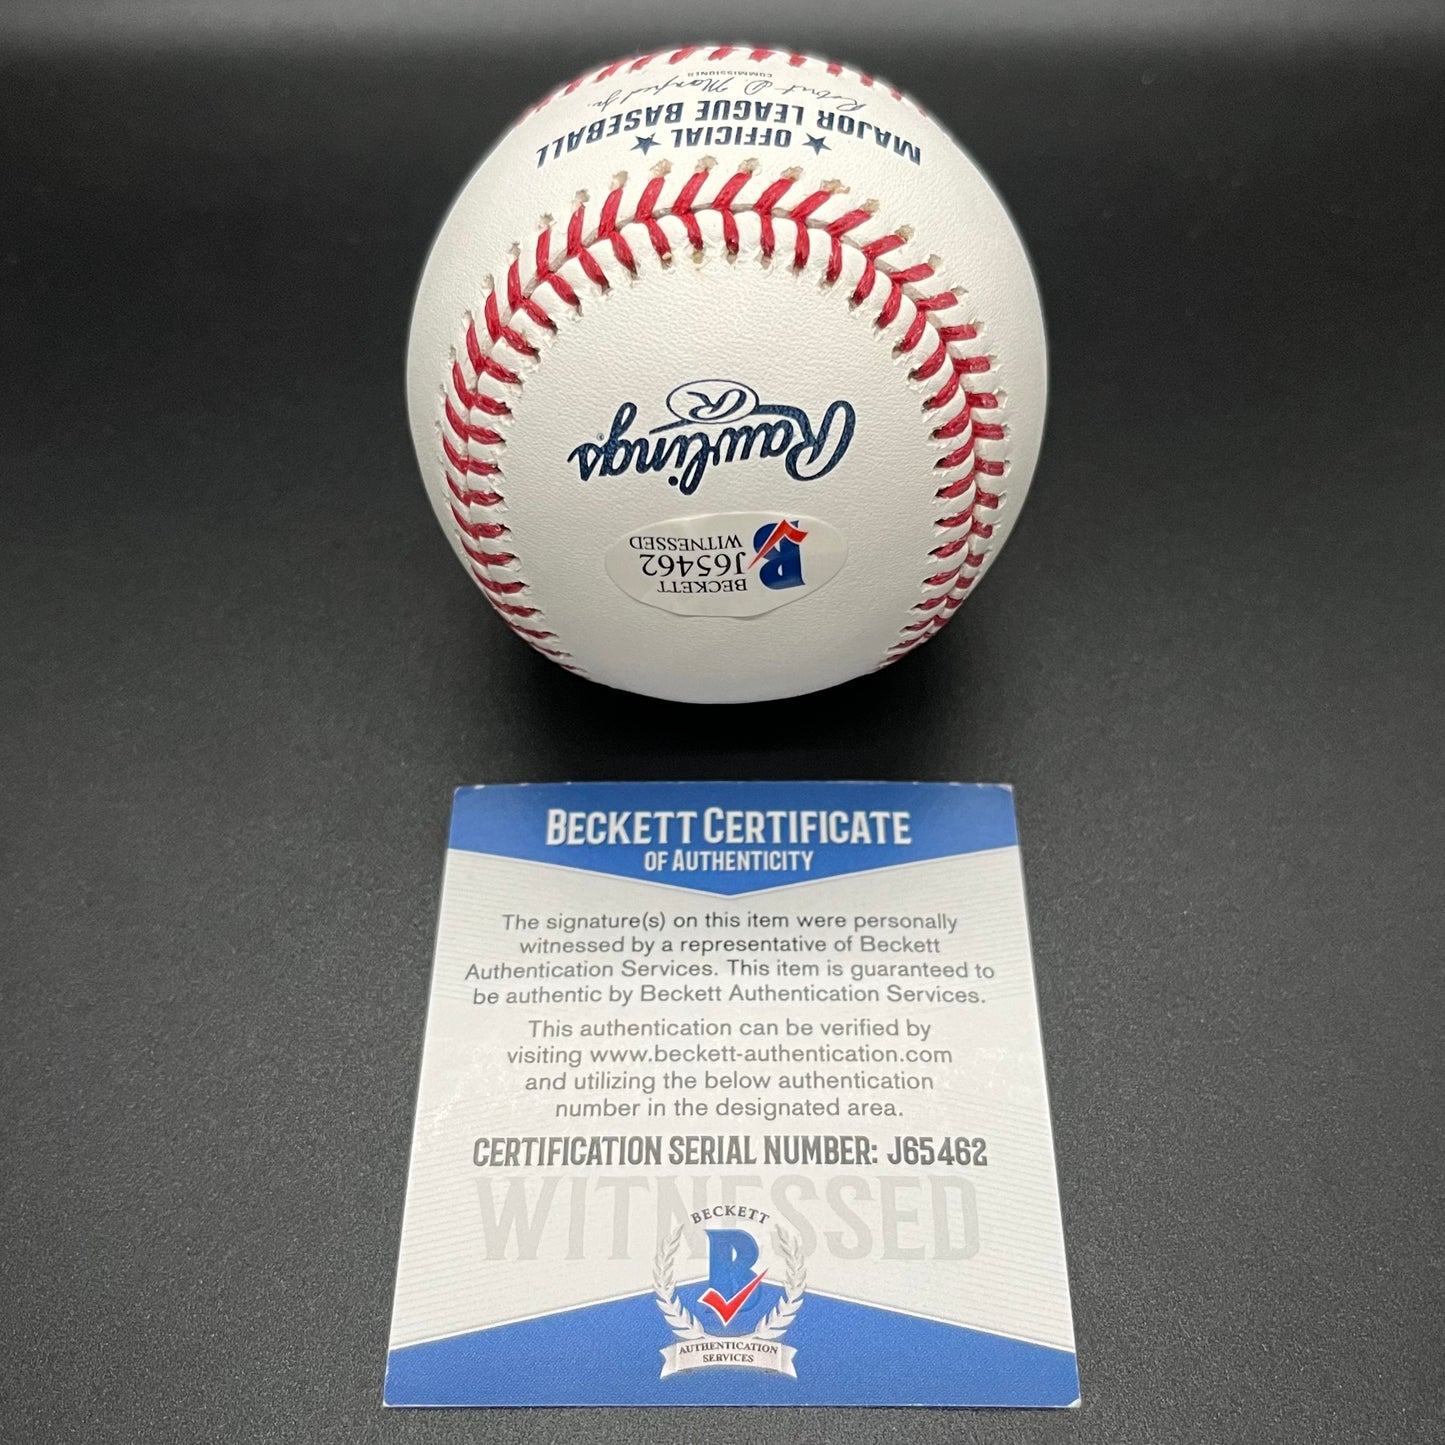 Robert D. Manfred Jr.
COMMISSIONER
OFFICIAL
MAJOR LEAGUE BASEBALL
Rawlings
R
BECKETT
J65462
WITNESSED
B
BECKETT CERTIFICATE
OF AUTHENTICITY
The signature(s) on this item were personally
witnessed by a representative of Beckett
Authentication Services. This item is guaranteed to
be authentic by Beckett Authentication Services.
This authentication can be verified by
visiting www.beckett-authentication.com
and utilizing the below authentication
number in the designated area.
CERTIFICATION SERIAL NUMBER: J65462
WITNESSED
BECKETT
B
AUTHENTICATION
SERVICES